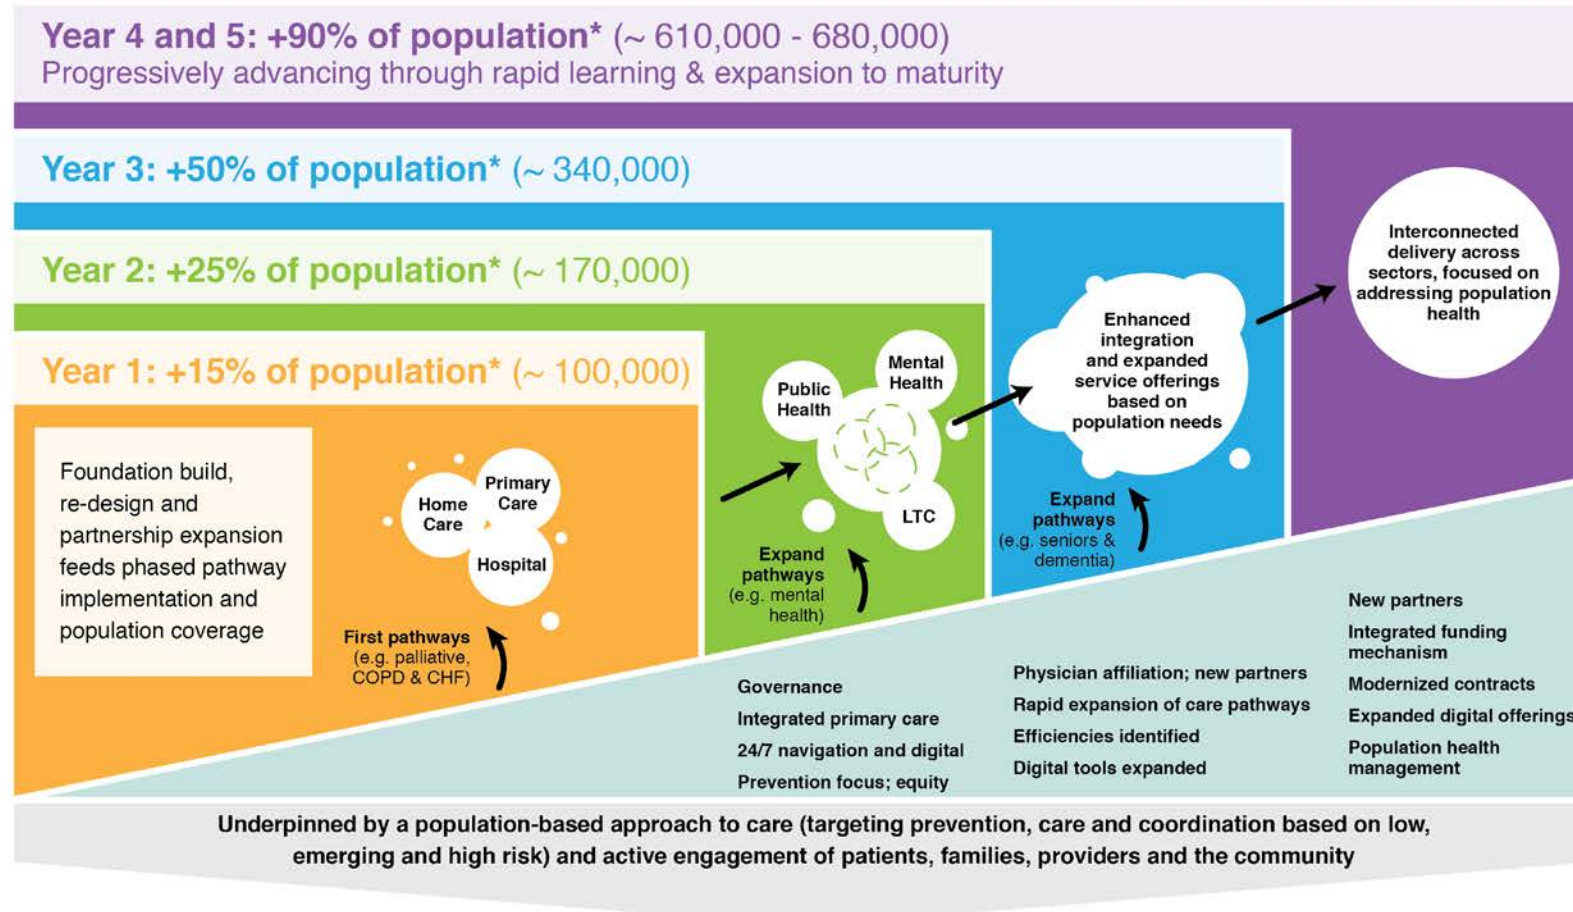 Year 4 and 5: +90% of population* (~ 610,000 - 680,000)
Progressively advancing through rapid learning & expansion to maturity
Year 3: +50% of population* (~ 340,000)
Year 2: +25% of population* (~ 170,000)
Year 1: +15% of population* (~ 100,000)
Foundation build,
re-design and
partnership expansion
feeds phased pathway
implementation and
population coverage
Home
Care
Primary
Care
Hospital
First pathways
(e.g. palliative,
COPD & CHF)
Public
Health
Mental
Health
LTC
Expand
pathways
(e.g. mental
health)
Enhanced
integration
and expanded
service offerings
based on
population needs
Expand
pathways
(e.g. seniors &
dementia)
Interconnected
delivery across
sectors, focused on
addressing population
health
Governance
Integrated primary care
24/7 navigation and digital
Prevention focus; equity
Physician affiliation; new partners
Rapid expansion of care pathways
Efficiencies identified
Digital tools expanded
New partners
Integrated funding
mechanism
Modernized contracts
Expanded digital offerings
Population health
management
Underpinned by a population-based approach to care (targeting prevention, care and coordination based on low,
emerging and high risk) and active engagement of patients, families, providers and the community